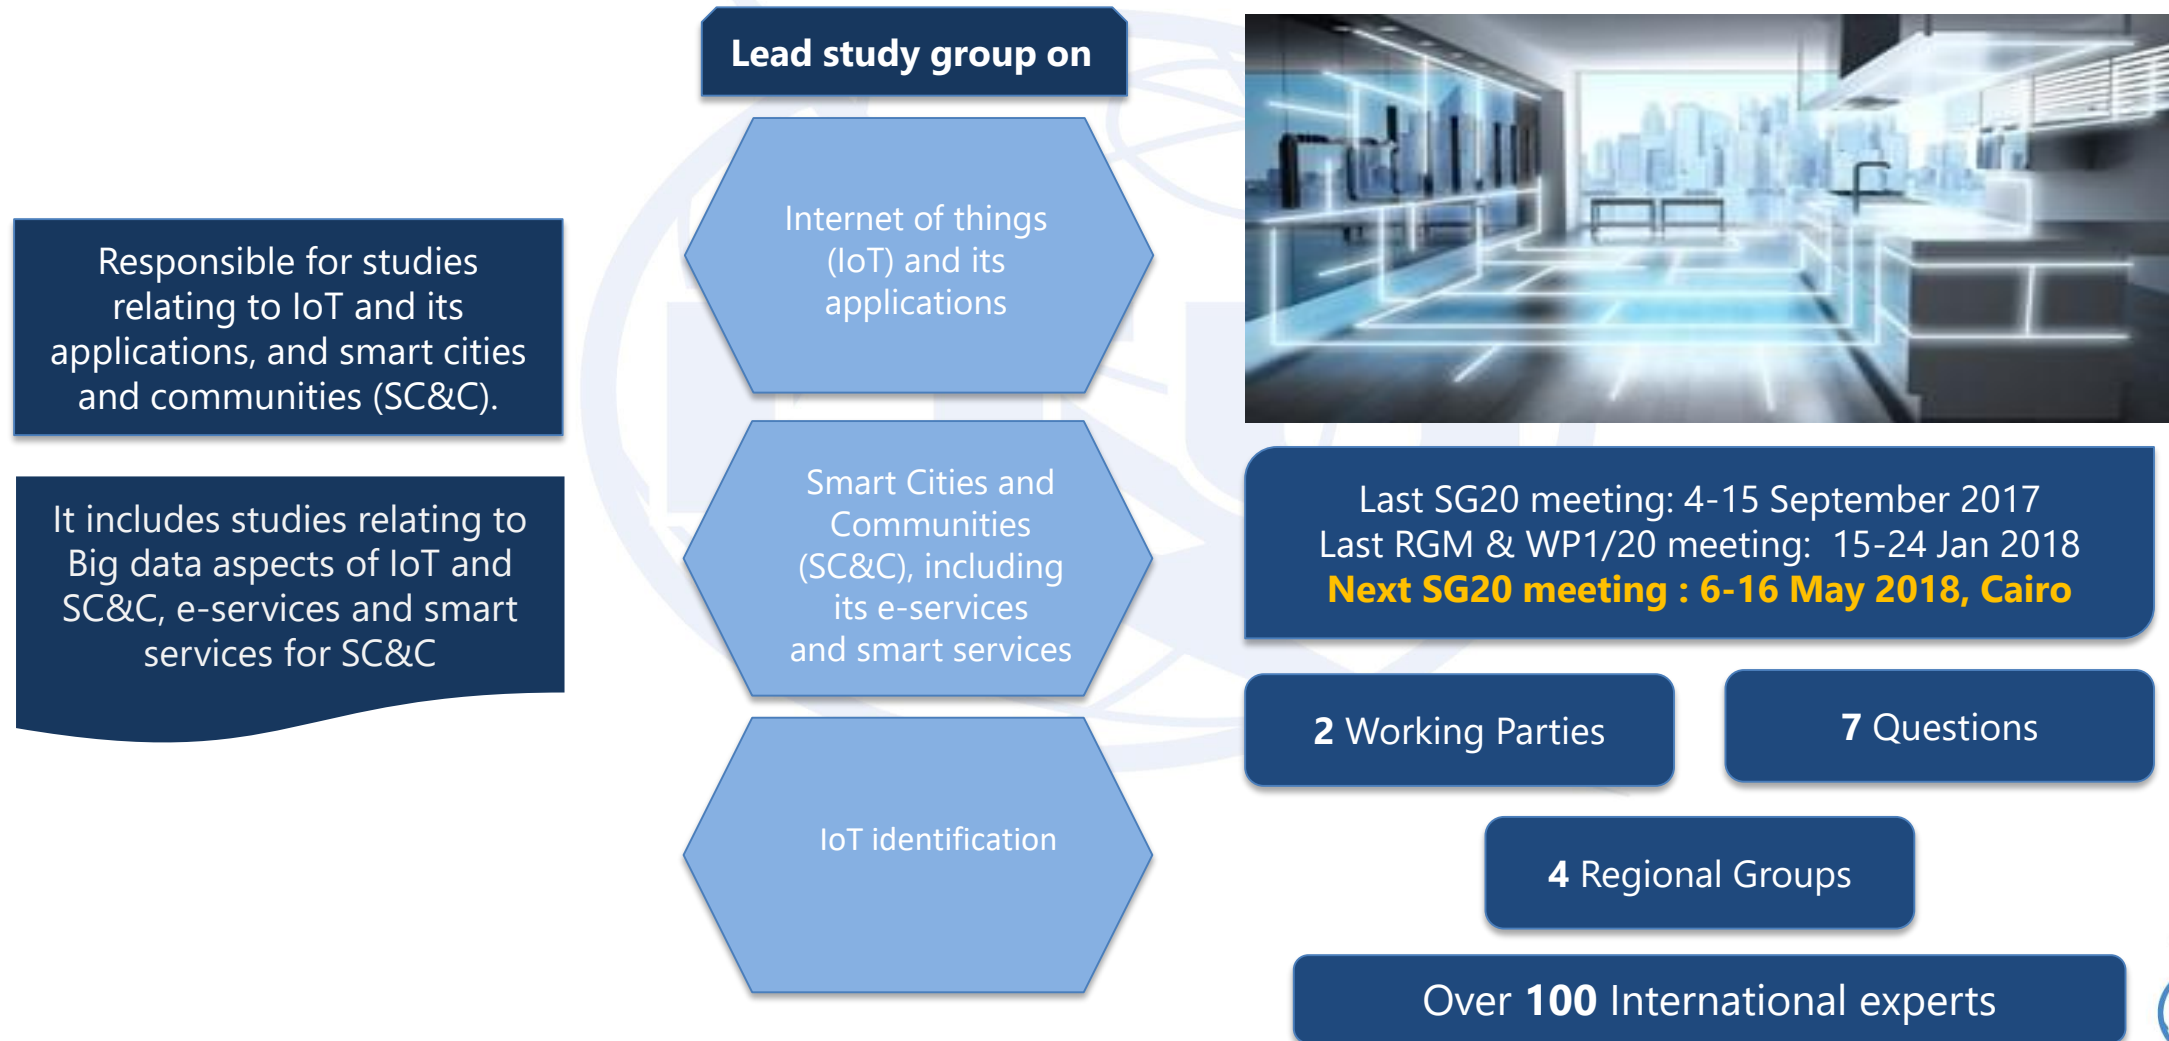 Lead study group on
Responsible for studies
relating to IoT and its
applications, and smart cities
and communities (SC&C).
It includes studies relating to
Big data aspects of IoT and
SC&C, e-services and smart
services for SC&C
Internet of things
(IoT) and its
applications
Smart Cities and
Communities
(SC&C), including
its e-services
and smart services
IoT identification
Last SG20 meeting: 4-15 September 2017
Last RGM & WP1/20 meeting:  15-24 Jan 2018
Next SG20 meeting : 6-16 May 2018, Cairo
2 Working Parties
7 Questions
4 Regional Groups
Over 100 International experts